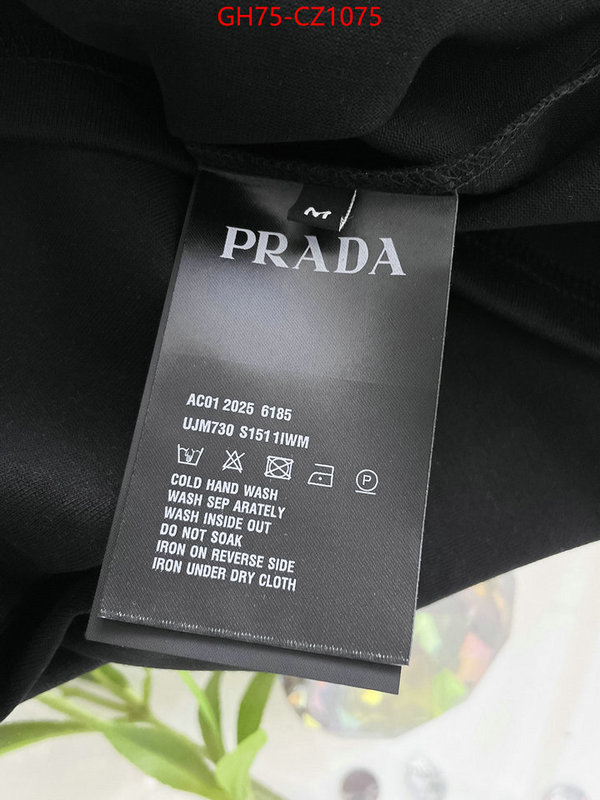 GH75-CZ1075
M
PRADA
AC01 2025 6185
UJM730 S1511IWM
P
COLD HAND WASH
WASH SEP ARATELY
WASH INSIDE OUT
DO NOT SOAK
IRON ON REVERSE SIDE
IRON UNDER DRY CLOTH